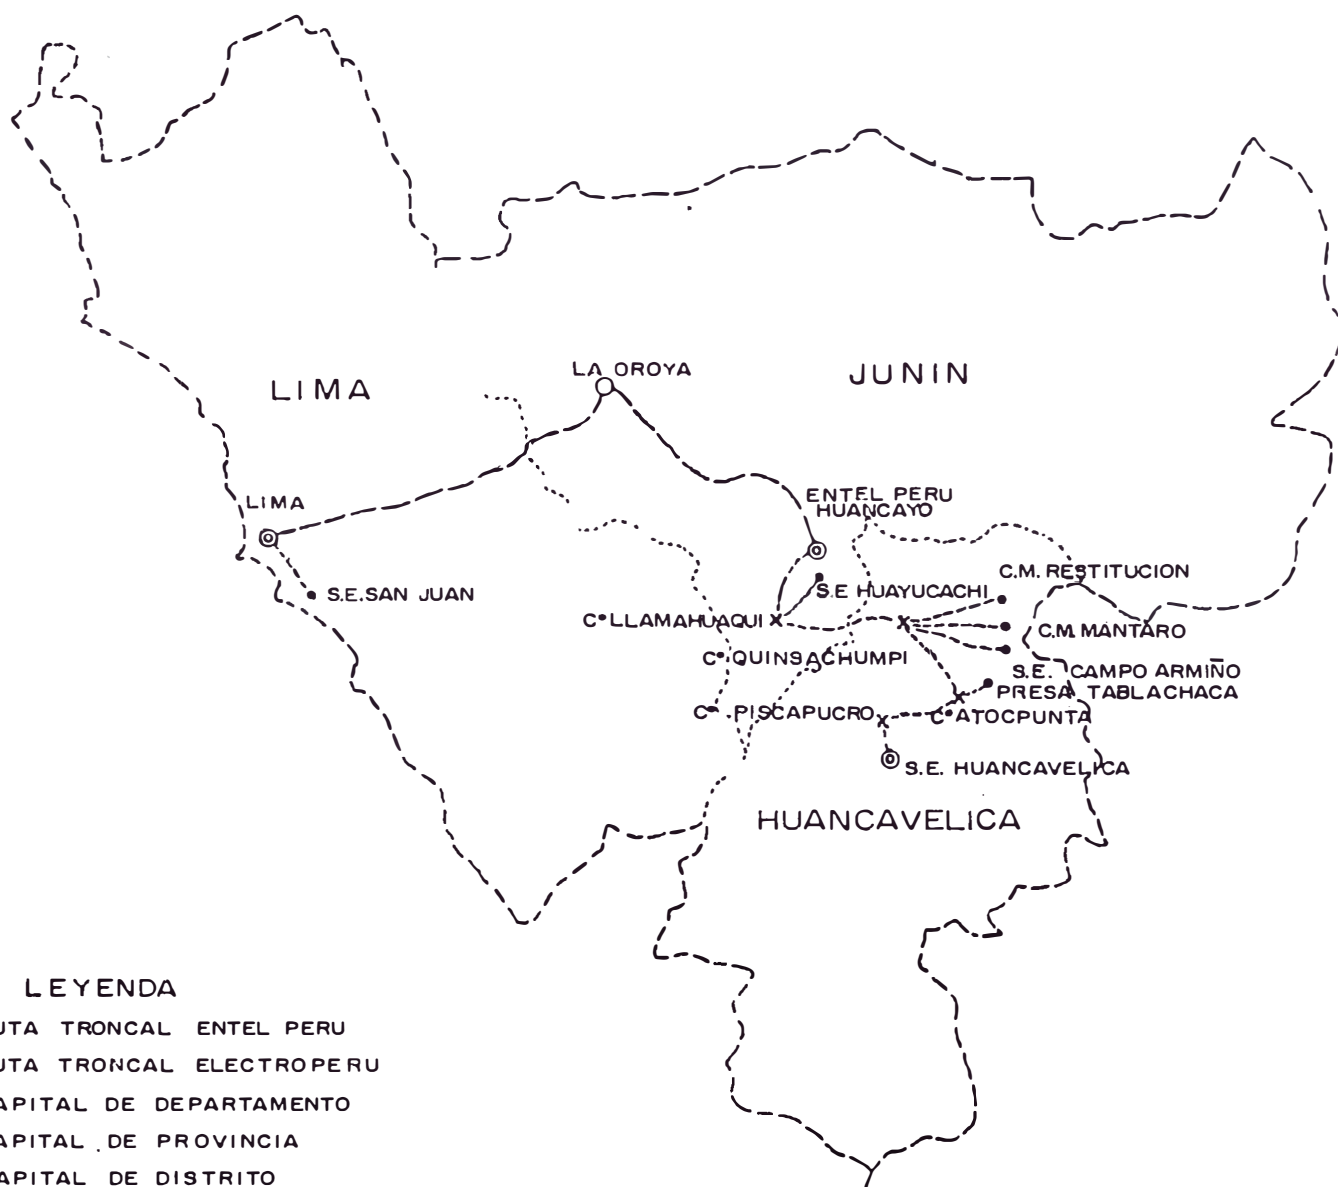 LA OROYA
JUNIN
LIMA
ENTEL PERU
HUANCAYO
LIMA
C.M. RESTITUCION
S.E. SAN JUAN
S.E HUAYUCACHI
C° LLAMAHUAQUI
C.M. MANTARO
C° QUINSACHUMPI
S.E. CAMPO ARMIÑO
PRESA TABLACHACA
C° PISCAPUCRO
C° ATOCPUNTA
S.E. HUANCAVELICA
HUANCAVELICA
LEYENDA
UTA TRONCAL ENTEL PERU
UTA TRONCAL ELECTROPERU
APITAL DE DEPARTAMENTO
APITAL DE PROVINCIA
APITAL DE DISTRITO